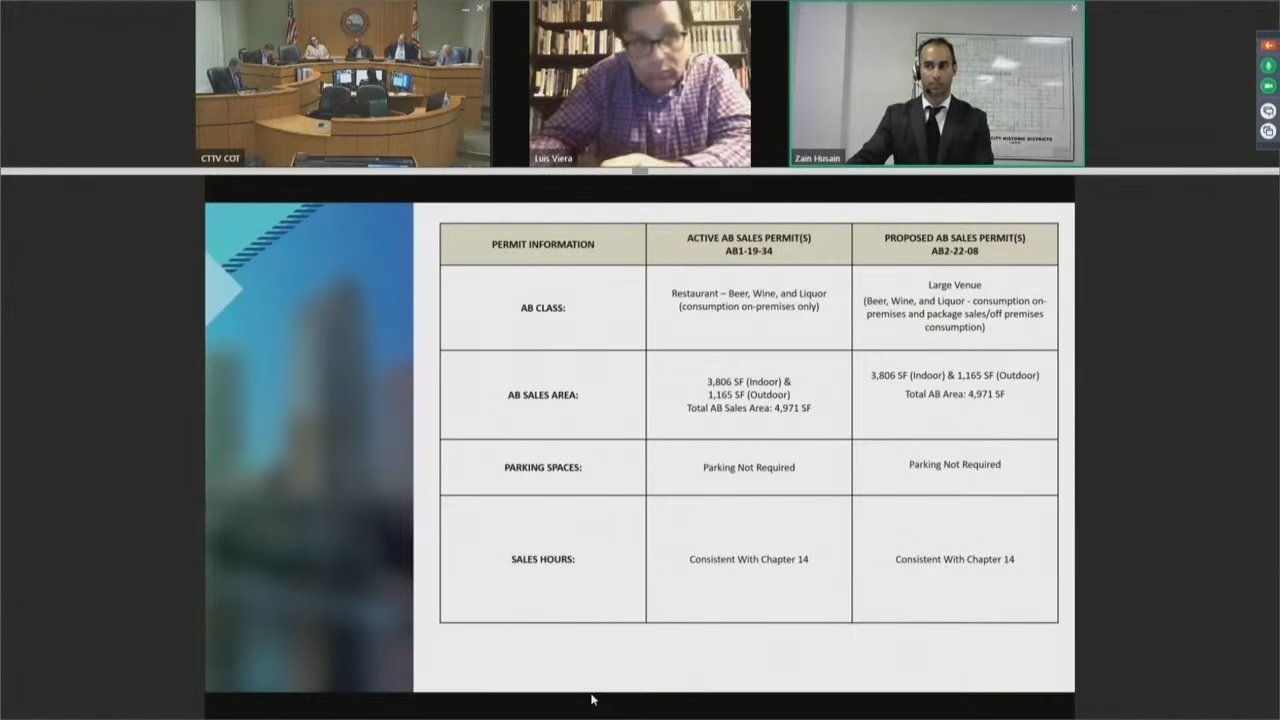 CTTV COT
Luis Viera
Zain Husain
CITY HISTORIC DISTRICTS
PERMIT INFORMATION
ACTIVE AB SALES PERMIT(S)
AB1-19-34
PROPOSED AB SALES PERMIT(S)
AB2-22-08
AB CLASS:
Restaurant – Beer, Wine, and Liquor
(consumption on-premises only)
Large Venue
(Beer, Wine, and Liquor - consumption on-
premises and package sales/off premises
consumption)
AB SALES AREA:
3,806 SF (Indoor) &
1,165 SF (Outdoor)
Total AB Sales Area: 4,971 SF
3,806 SF (Indoor) & 1,165 SF (Outdoor)
Total AB Area: 4,971 SF
PARKING SPACES:
Parking Not Required
Parking Not Required
SALES HOURS:
Consistent With Chapter 14
Consistent With Chapter 14